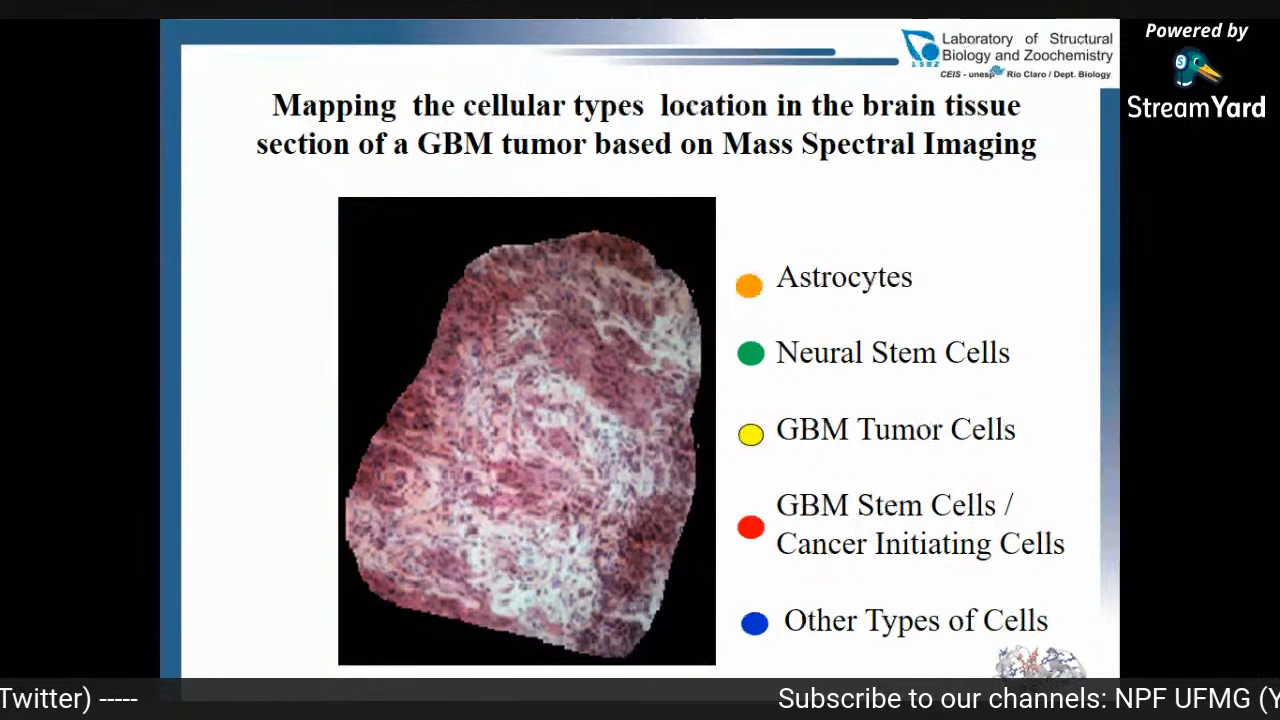 Laboratory of Structural
Biology and Zoochemistry
LSBZ
CEIS - unesp Rio Claro / Dept. Biology
Powered by
S
StreamYard
Mapping the cellular types location in the brain tissue
section of a GBM tumor based on Mass Spectral Imaging
Astrocytes
Neural Stem Cells
GBM Tumor Cells
GBM Stem Cells /
Cancer Initiating Cells
Other Types of Cells
Twitter) ----- Subscribe to our channels: NPF UFMG (Y